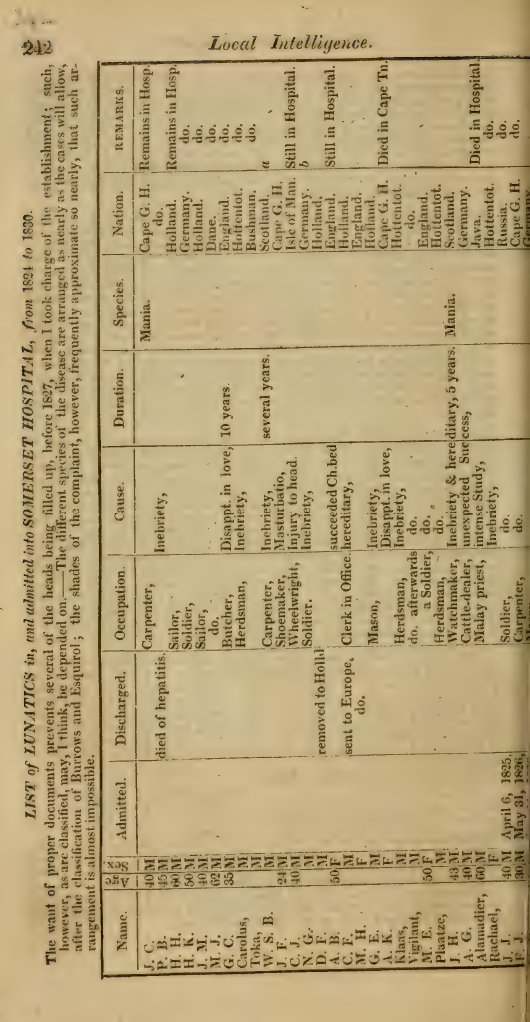 242
Local Intelligence.
LIST of LUNATICS in, and admitted into SOMERSET HOSPITAL, from 1824 to 1830.
The want of proper documents prevents several of the heads being filled up, before 1827, when I took charge of the establishment; such,
however, as are classified, may, I think, be depended on.—The different species of the disease are arranged as nearly as the cases will allow,
after the classification of Burrows and Esquirol; the shades of the complaint, however, frequently approximate so nearly, that such ar-
rangement is almost impossible.
Name. Age Sex Admitted. Discharged. Occupation. Cause. Duration. Species. Nation. REMARKS.
J. C. 40 M Carpenter, Mania. Cape G. H. Remains in Hosp.
P. B. 45 M died of hepatitis. Inebriety, do.
H. H. 60 M Sailor, Holland. Remains in Hosp.
H. K. 50 M Soldier, Germany. do.
J. M. 40 M Sailor, Holland. do.
M. J. 62 M do. Dane. do.
G. C. 35 M Butcher, Disappt. in love, 10 years. England. do.
Carolus, M Herdsman, Hottentot. do.
Toka, M Bushman. do.
W. S. B. M Carpenter, Inebriety, several years. Scotland. a
J. F. 24 M Shoemaker, Masturbatio, Cape G. H.
C. J. 40 M Wheelwright, Injury to head. Isle of Man. Still in Hospital.
N. G. M Soldier. Inebriety, Germany. b
D. F. M removed to Holld Holland.
A. B. 50 F succeeded Ch.bed England. Still in Hospital.
C. F. M sent to Europe, Clerk in Office. hereditary, Holland.
M. H. F do. England.
G. E. M Mason, Inebriety, Holland.
A. K. F Disappt. in love, Cape G. H. Died in Cape Tn.
Klaas, M Herdsman, Inebriety, Hottentot.
Vigilant, M do. afterwards do. do.
M. E. 50 F a Soldier, do. England.
Plaatze, M Herdsman, do. Hottentot.
J. H. 43 M Watchmaker, Inebriety & hereditary, 5 years. Mania. Scotland.
A. G. 40 M Cattle-dealer, unexpected Success, Germany.
Alamadier, 60 M Malay priest, intense Study, Java. Died in Hospital.
Rachael, F Inebriety, Hottentot. do.
J. J. 40 M April 6, 1825. Soldier, do. Russia. do.
F. J. 30 M May 31, 1826, Carpenter, do. Cape G. H. do.
Germany